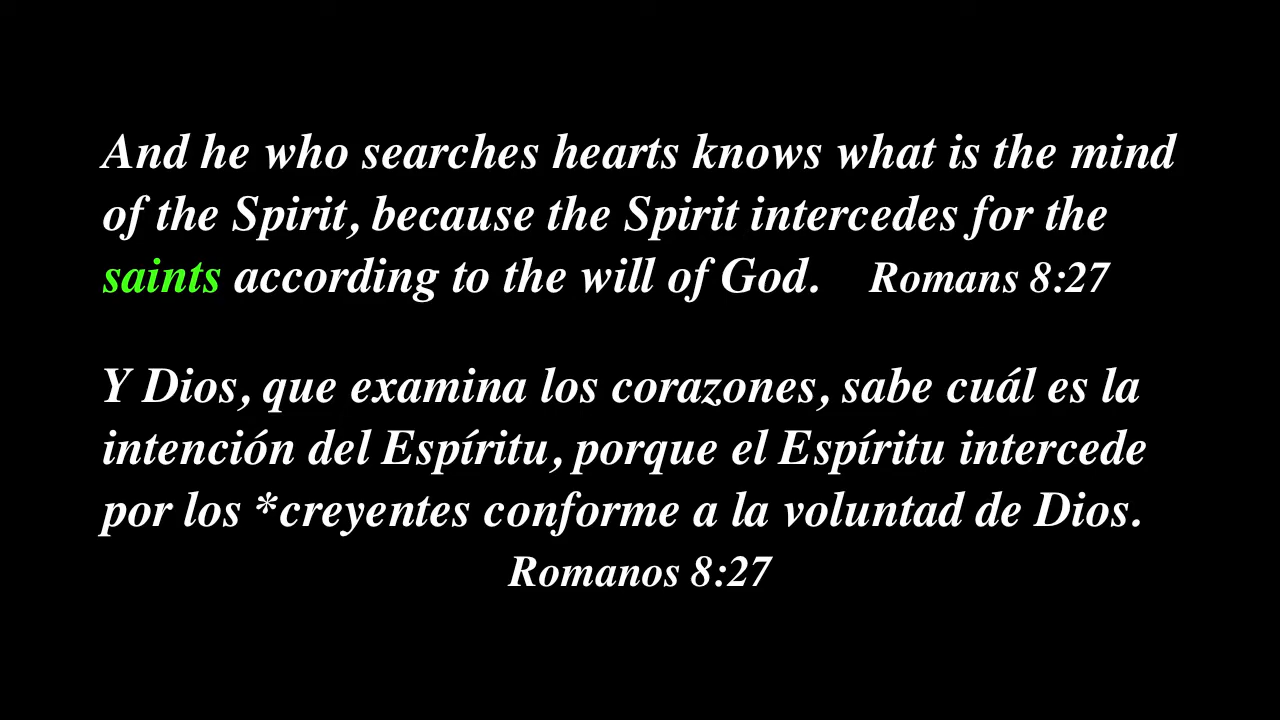 And he who searches hearts knows what is the mind
of the Spirit, because the Spirit intercedes for the
saints according to the will of God. Romans 8:27
Y Dios, que examina los corazones, sabe cuál es la
intención del Espíritu, porque el Espíritu intercede
por los *creyentes conforme a la voluntad de Dios.
Romanos 8:27